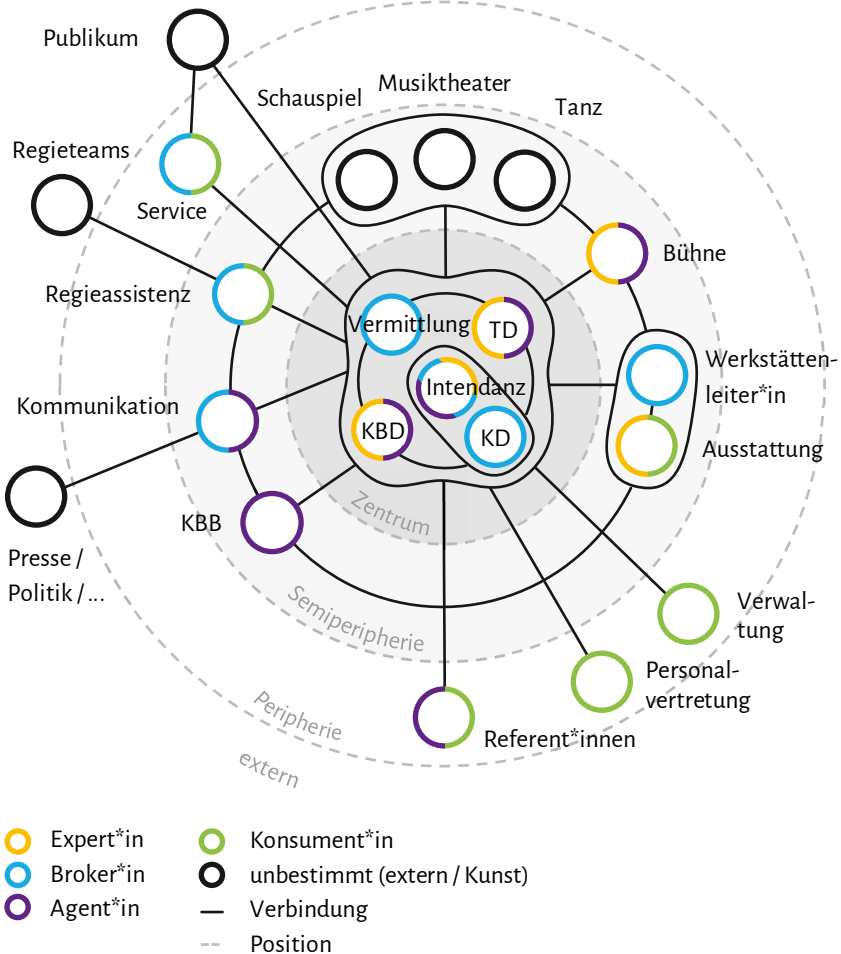 Publikum
Schauspiel
Musiktheater
Tanz
Regieteams
Service
Bühne
Regieassistenz
Vermittlung
TD
Werkstätten-
leiter*in
Intendanz
Kommunikation
KBD
KD
Ausstattung
KBB
Zentrum
Presse /
Politik / ...
Semiperipherie
Verwal-
tung
Personal-
vertretung
Peripherie
Referent*innen
extern
Expert*in
Broker*in
Agent*in
Konsument*in
unbestimmt (extern / Kunst)
Verbindung
Position